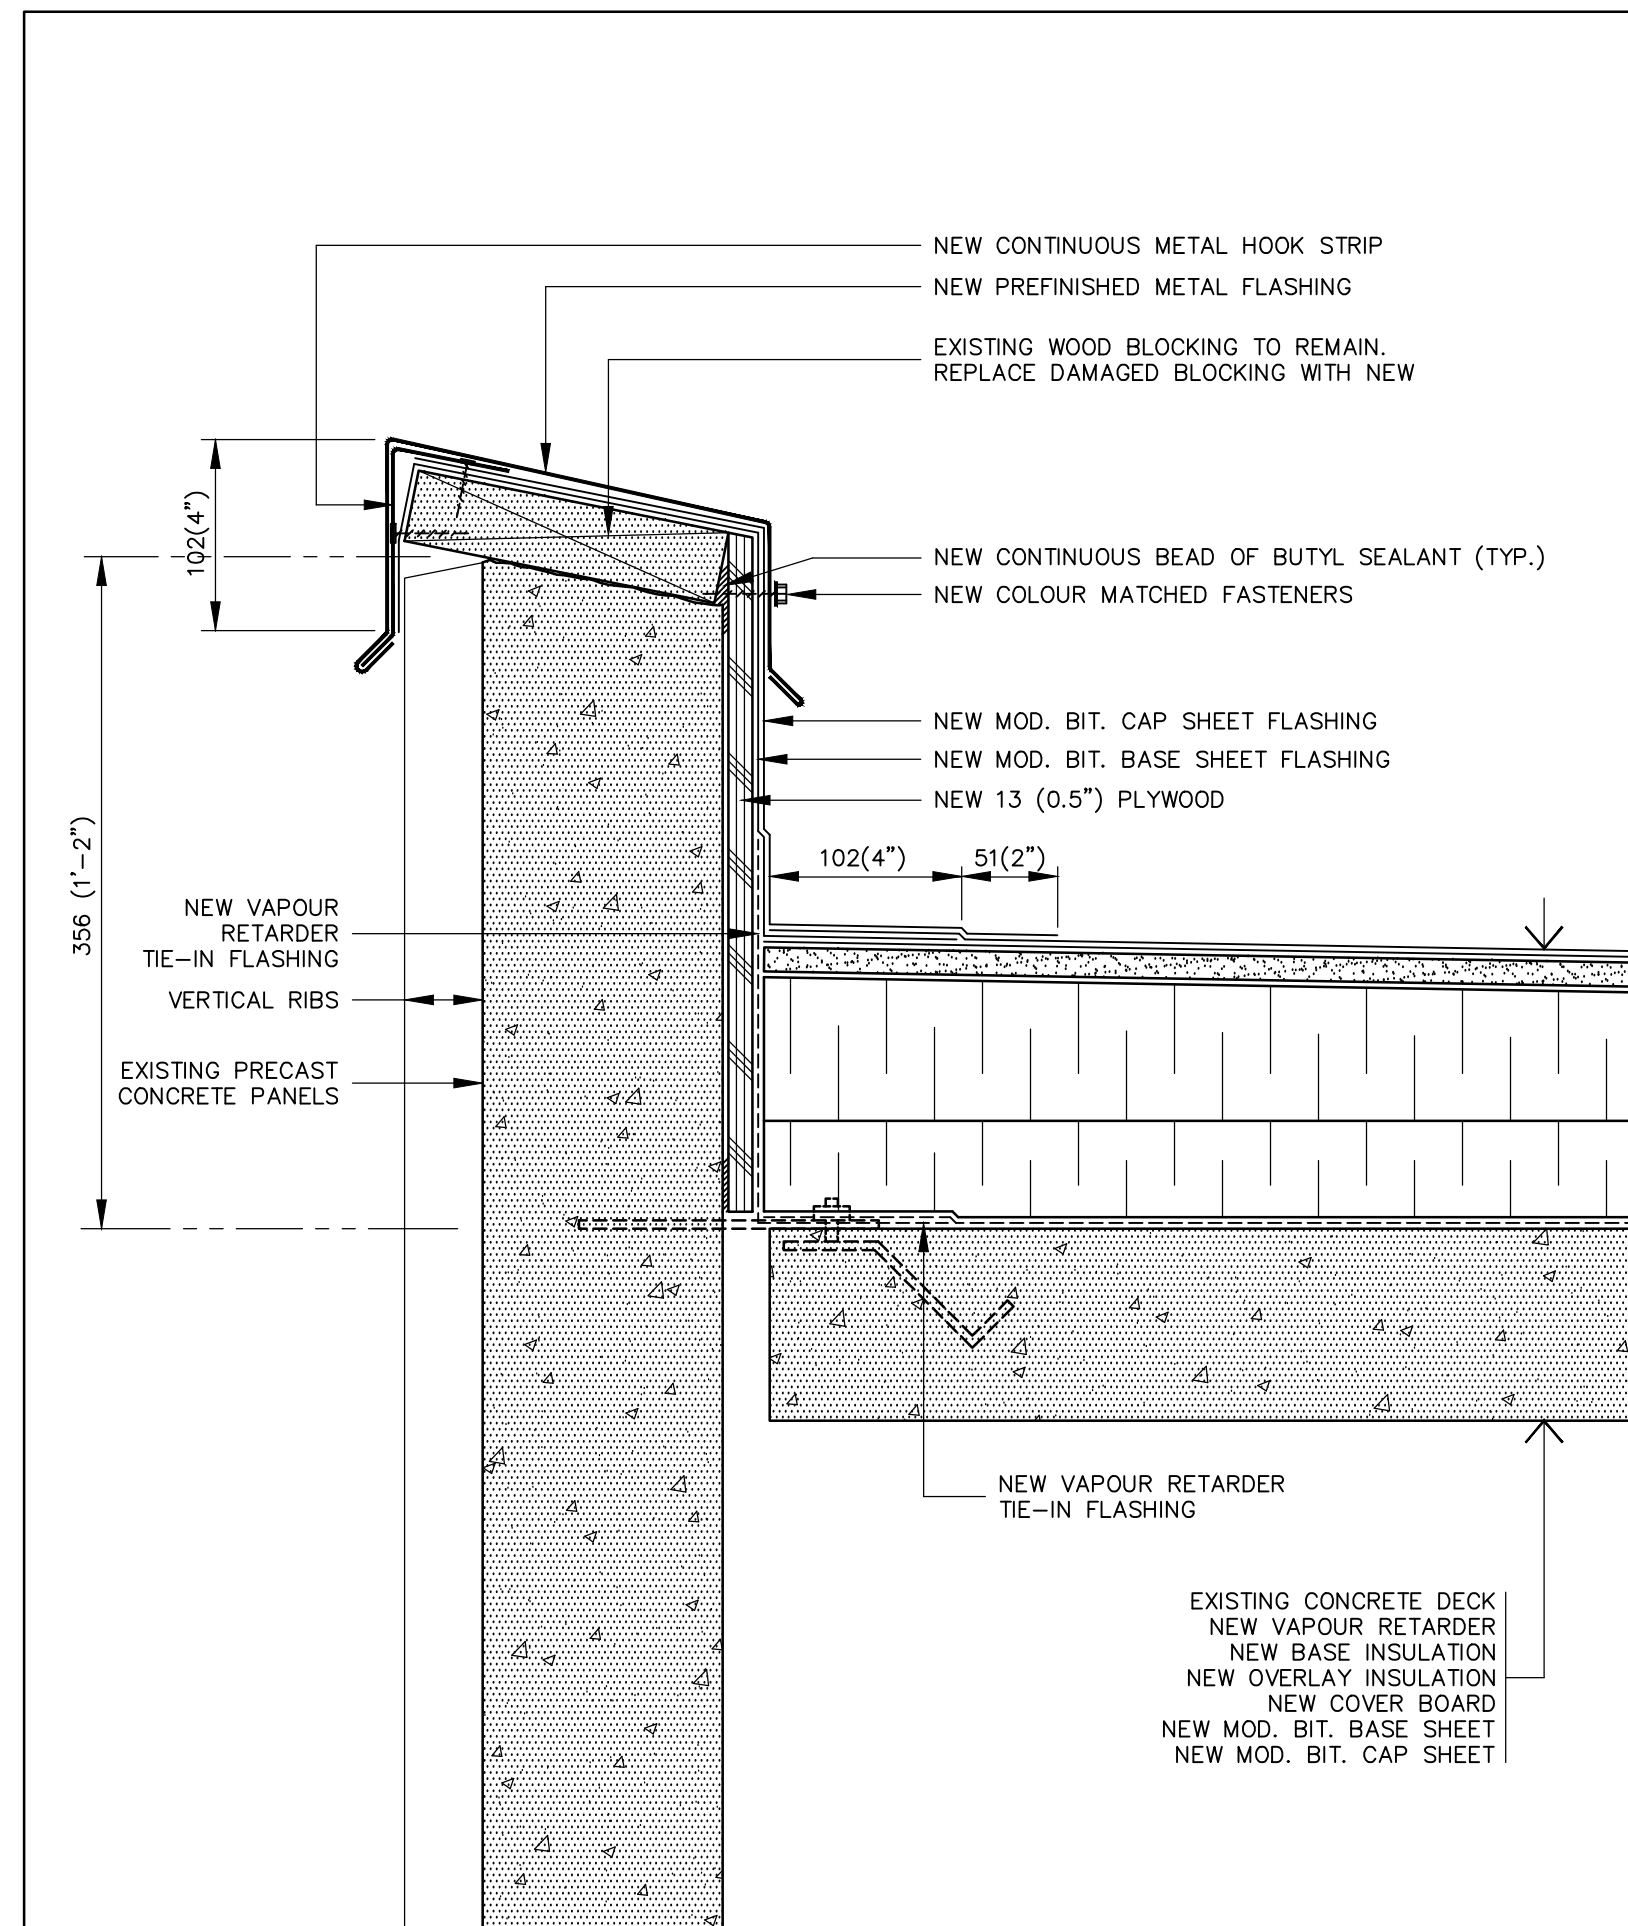 NEW CONTINUOUS METAL HOOK STRIP
NEW PREFINISHED METAL FLASHING
EXISTING WOOD BLOCKING TO REMAIN.
REPLACE DAMAGED BLOCKING WITH NEW
102(4")
NEW CONTINUOUS BEAD OF BUTYL SEALANT (TYP.)
NEW COLOUR MATCHED FASTENERS
NEW MOD. BIT. CAP SHEET FLASHING
NEW MOD. BIT. BASE SHEET FLASHING
NEW 13 (0.5") PLYWOOD
102(4")
51(2")
356 (1'-2")
NEW VAPOUR
RETARDER
TIE-IN FLASHING
VERTICAL RIBS
EXISTING PRECAST
CONCRETE PANELS
NEW VAPOUR RETARDER
TIE-IN FLASHING
EXISTING CONCRETE DECK
NEW VAPOUR RETARDER
NEW BASE INSULATION
NEW OVERLAY INSULATION
NEW COVER BOARD
NEW MOD. BIT. BASE SHEET
NEW MOD. BIT. CAP SHEET